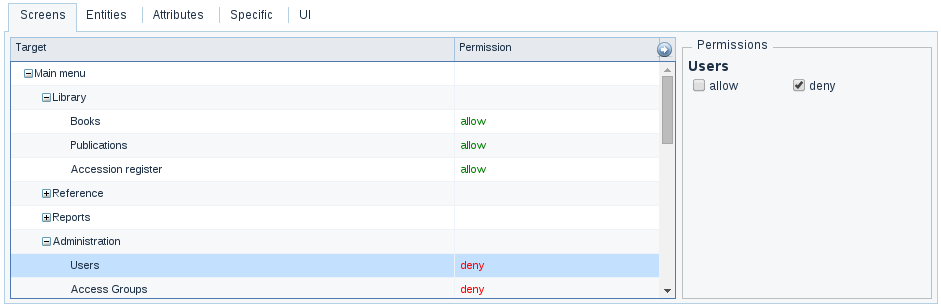 Screens Entities Attributes Specific UI
Target Permission
Main menu
Library
Books allow
Publications allow
Accession register allow
Reference
Reports
Administration
Users deny
Access Groups deny
Permissions
Users
allow deny